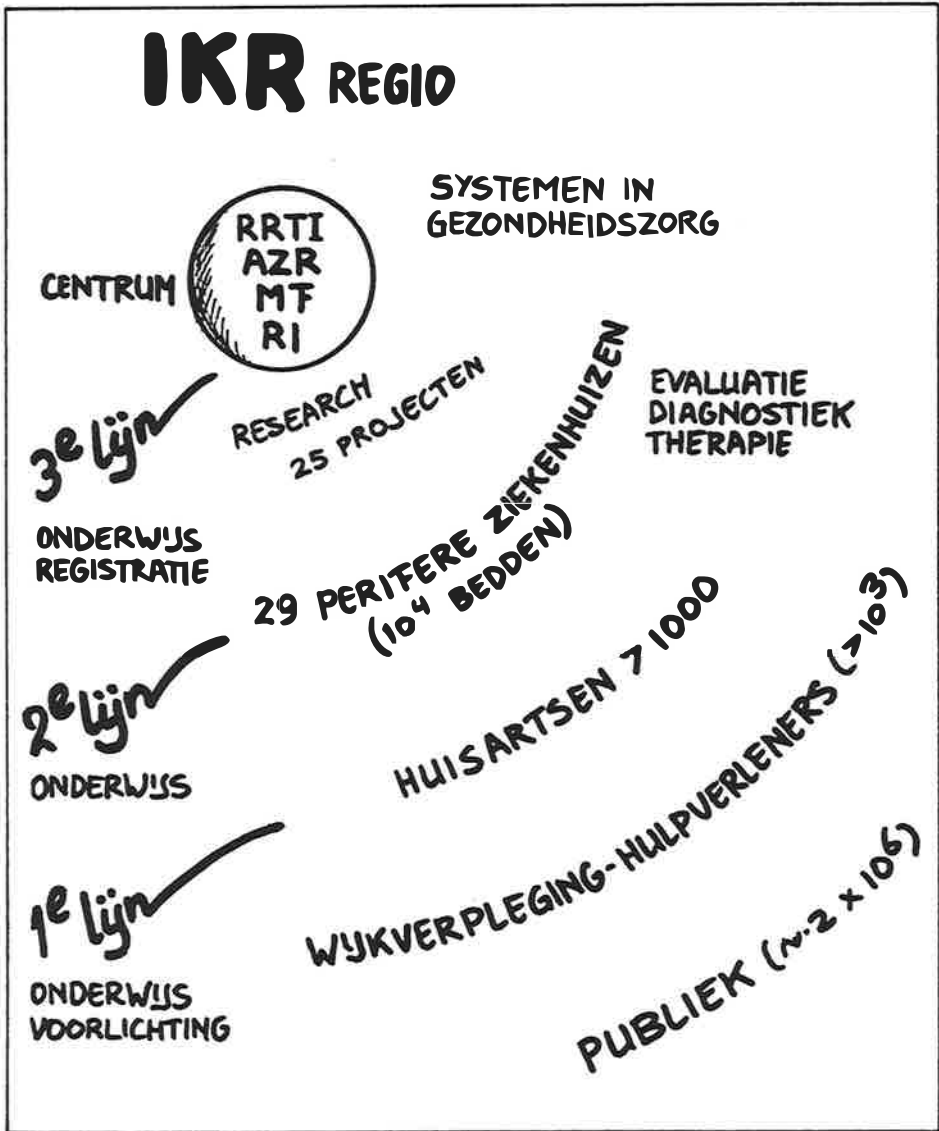 IKR REGIO
SYSTEMEN IN
GEZONDHEIDSZORG
CENTRUM
RRTI
AZR
MF
RI
3e lijn
RESEARCH
25 PROJECTEN
EVALUATIE
DIAGNOSTIEK
THERAPIE
ONDERWIJS
REGISTRATIE
29 PERIFERE ZIEKENHUIZEN
(10⁴ BEDDEN)
2e lijn
ONDERWIJS
HUISARTSEN > 1000
1e lijn
WIJKVERPLEGING-HULPVERLENERS (>10³)
ONDERWIJS
VOORLICHTING
PUBLIEK (~.2 x 10⁶)